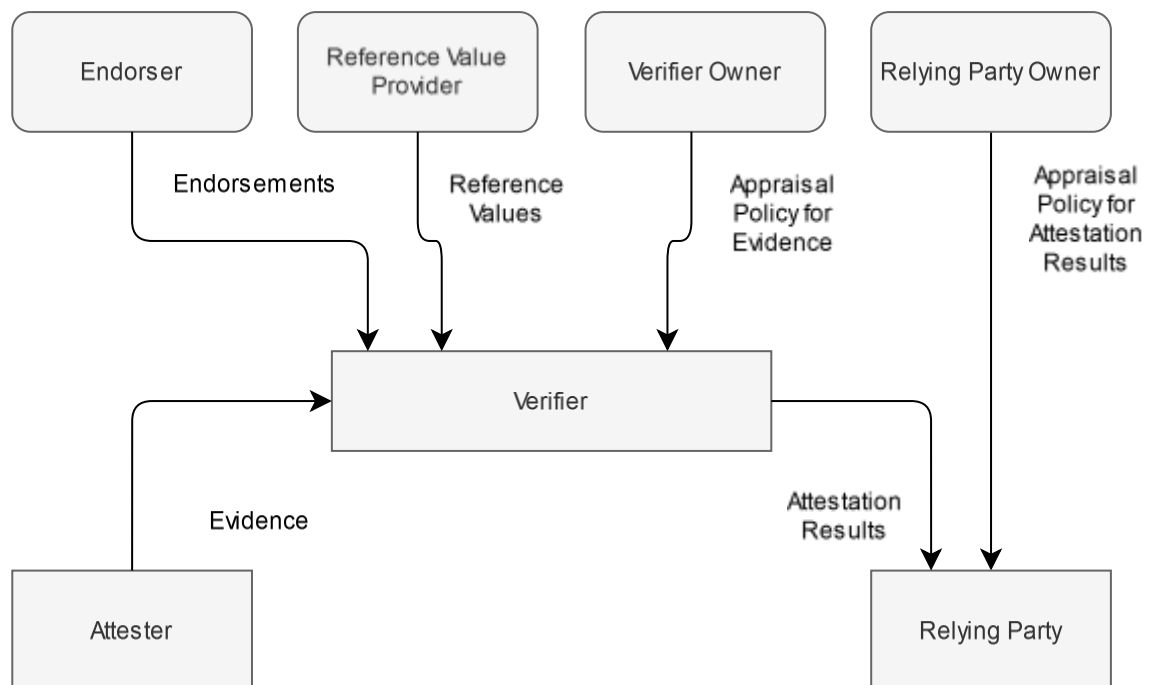 Endorser
Reference Value
Provider
Verifier Owner
Relying Party Owner
Endorsements
Reference
Values
Appraisal
Policy for
Evidence
Appraisal
Policy for
Attestation
Results
Verifier
Evidence
Attestation
Results
Attester
Relying Party